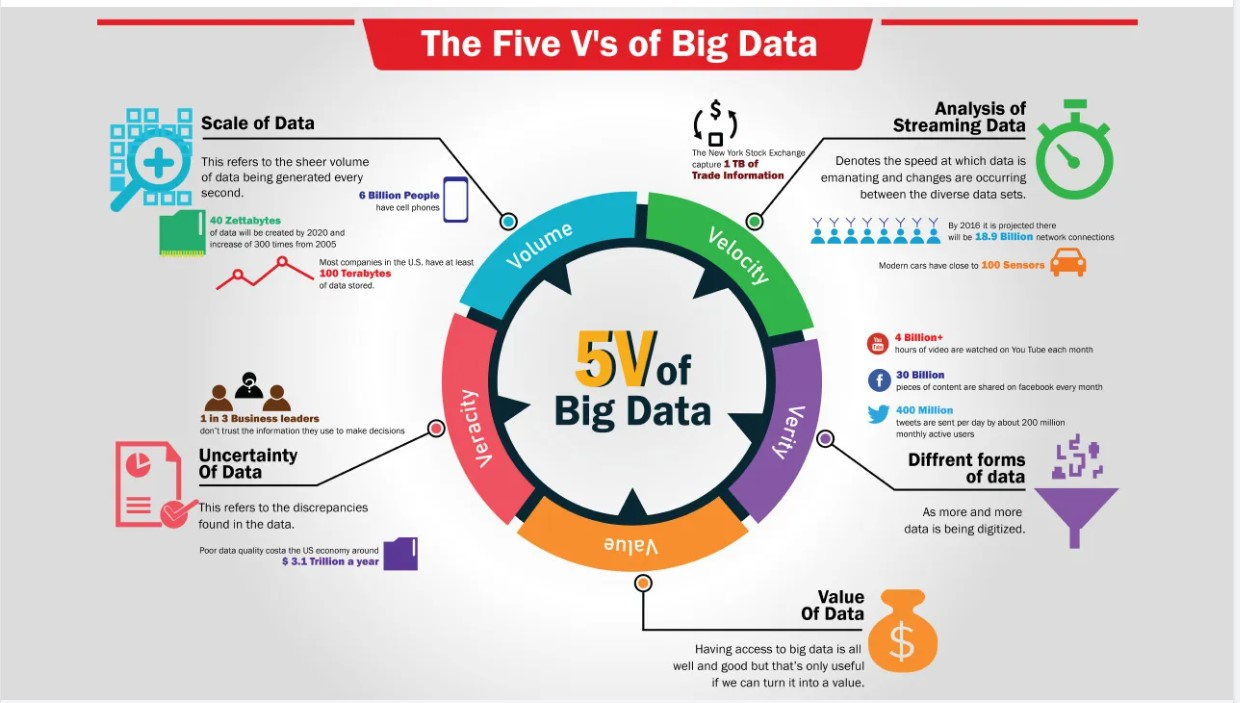 The Five V's of Big Data
Scale of Data
This refers to the sheer volume
of data being generated every
second.
6 Billion People
have cell phones
40 Zettabytes
of data will be created by 2020 and
increase of 300 times from 2005
Most companies in the U.S. have at least
100 Terabytes
of data stored.
$
The New York Stock Exchange
capture 1 TB of
Trade Information
Analysis of
Streaming Data
Denotes the speed at which data is
emanating and changes are occurring
between the diverse data sets.
By 2016 it is projected there
will be 18.9 Billion network connections
Modern cars have close to 100 Sensors
Volume
Velocity
Verity
Value
Veracity
5V of
Big Data
You
Tube
4 Billion+
hours of video are watched on You Tube each month
f
30 Billion
pieces of content are shared on facebook every month
400 Million
tweets are sent per day by about 200 million
monthly active users
Diffrent forms
of data
As more and more
data is being digitized.
1 in 3 Business leaders
don't trust the information they use to make decisions
Uncertainty
Of Data
This refers to the discrepancies
found in the data.
Poor data quality costa the US economy around
$ 3.1 Trillion a year
Value
Of Data
$
Having access to big data is all
well and good but that's only useful
if we can turn it into a value.